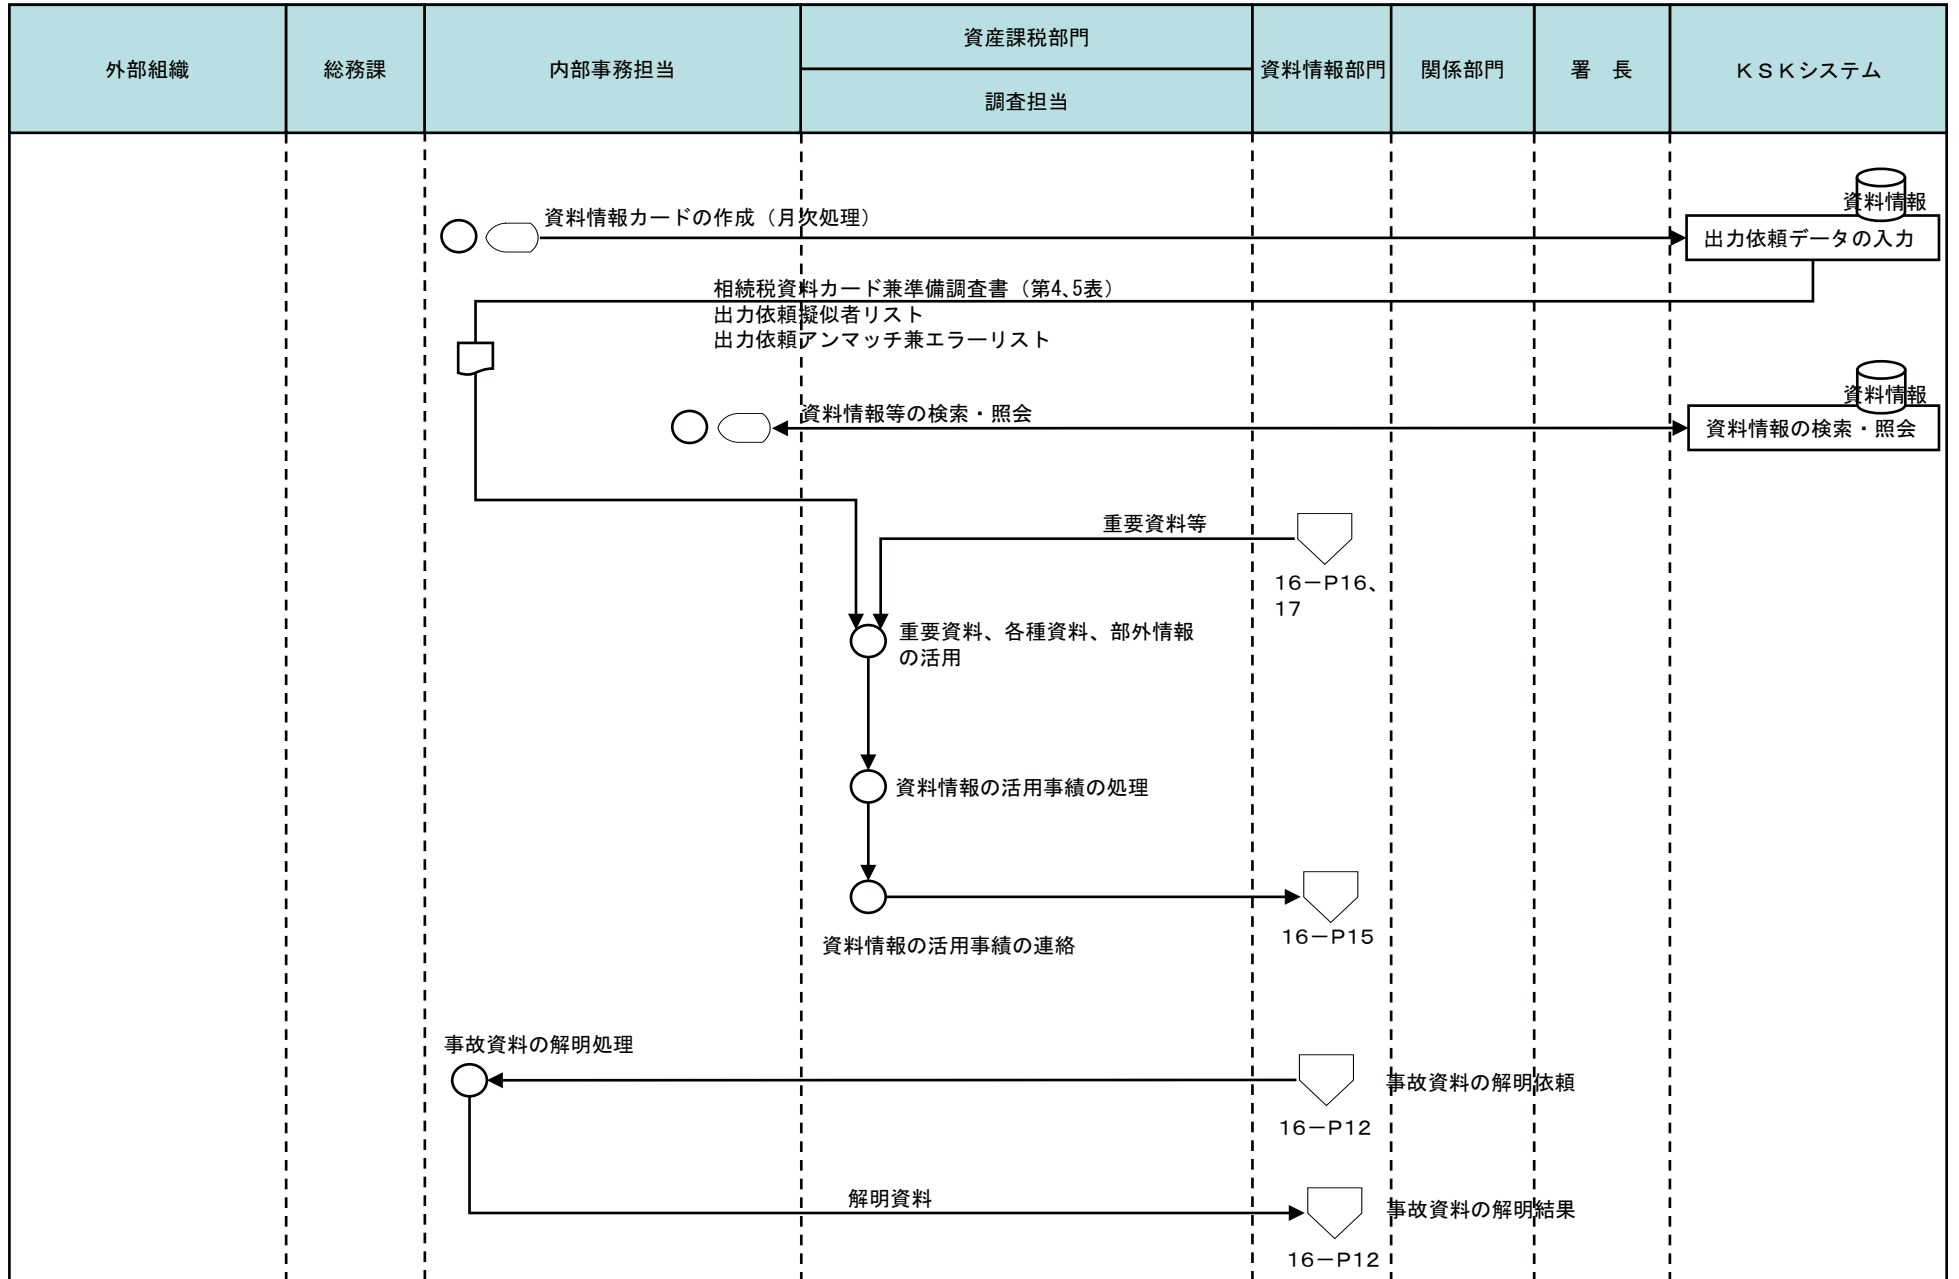 外部組織
総務課
内部事務担当
資産課税部門
調査担当
資料情報部門
関係部門
署　長
ＫＳＫシステム
資料情報
資料情報カードの作成（月次処理）
出力依頼データの入力
相続税資料カード兼準備調査書（第4､5表）
出力依頼擬似者リスト
出力依頼アンマッチ兼エラーリスト
資料情報
資料情報等の検索・照会
資料情報の検索・照会
重要資料等
16－P16、
17
重要資料、各種資料、部外情報
の活用
資料情報の活用事績の処理
16－P15
資料情報の活用事績の連絡
事故資料の解明処理
事故資料の解明依頼
16－P12
解明資料
事故資料の解明結果
16－P12